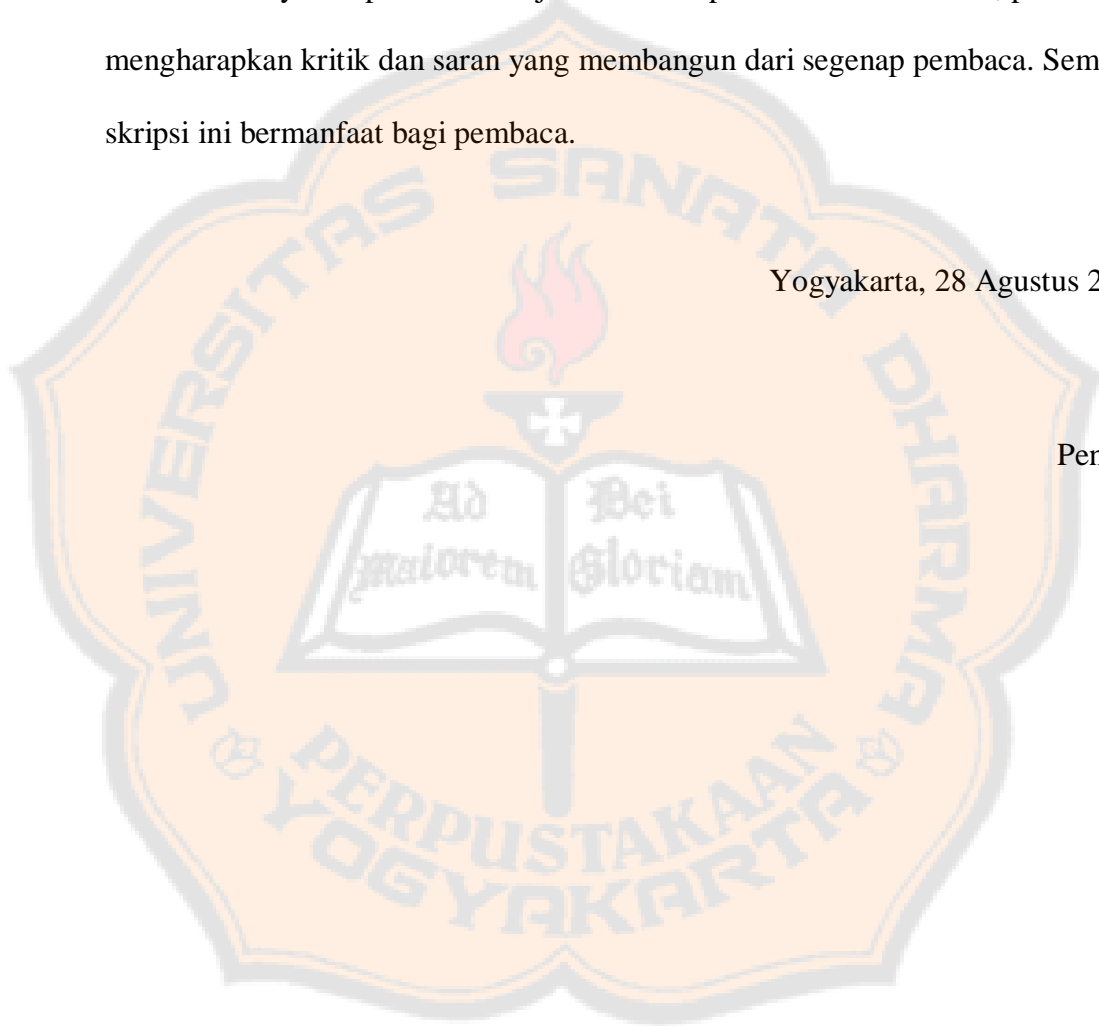 mengharapkan kritik dan saran yang membangun dari segenap pembaca. Sem
skripsi ini bermanfaat bagi pembaca.
UNIVERSITAS SANATA DHARMA
Yogyakarta, 28 Agustus 2
Pen
Ad Dei
Maiorem Gloriam
PERPUSTAKAAN
YOGYAKARTA